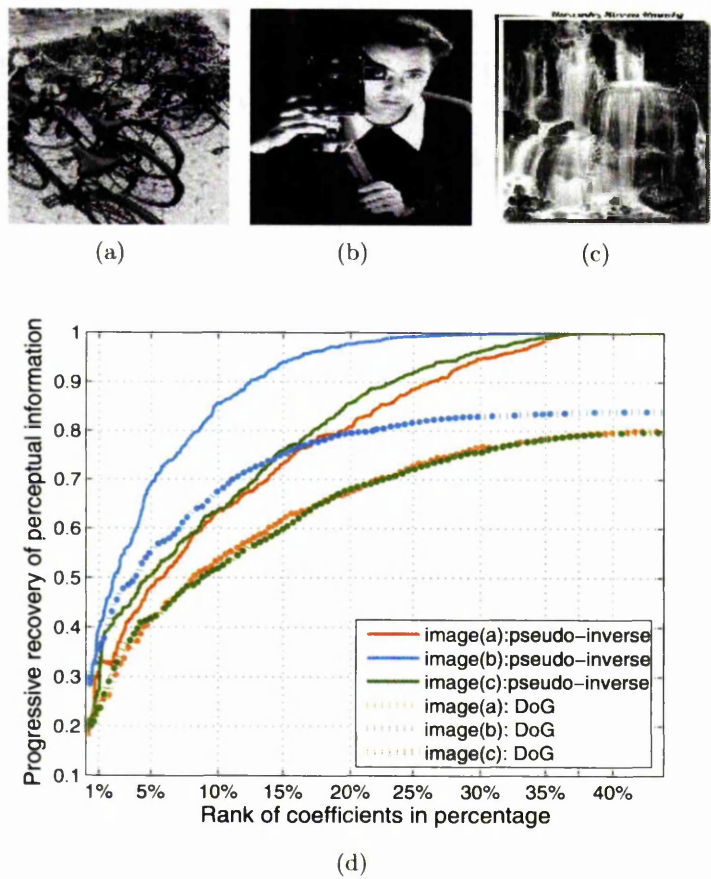 (a)
(b)
(c)
Progressive recovery of perceptual information
1
0.9
0.8
0.7
0.6
0.5
0.4
0.3
0.2
0.1
image(a):pseudo-inverse
image(b):pseudo-inverse
image(c):pseudo-inverse
image(a): DoG
image(b): DoG
image(c): DoG
1% 5% 10% 15% 20% 25% 30% 35% 40%
Rank of coefficients in percentage
(d)